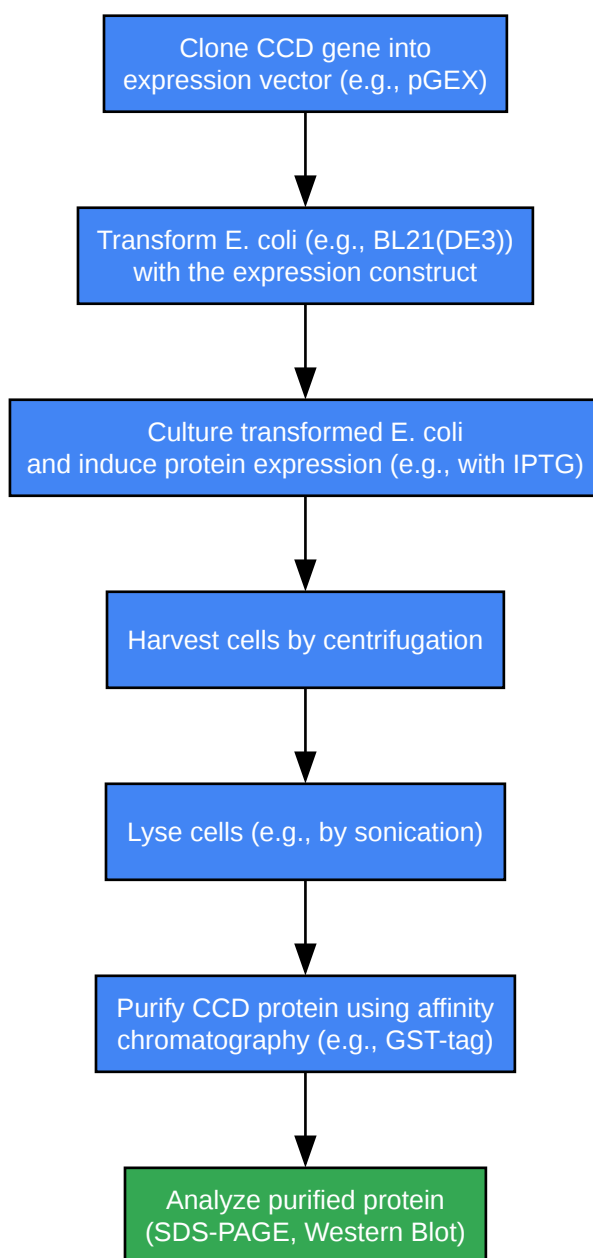 Clone CCD gene into
expression vector (e.g., pGEX)
Transform E. coli (e.g., BL21(DE3))
with the expression construct
Culture transformed E. coli
and induce protein expression (e.g., with IPTG)
Harvest cells by centrifugation
Lyse cells (e.g., by sonication)
Purify CCD protein using affinity
chromatography (e.g., GST-tag)
Analyze purified protein
(SDS-PAGE, Western Blot)